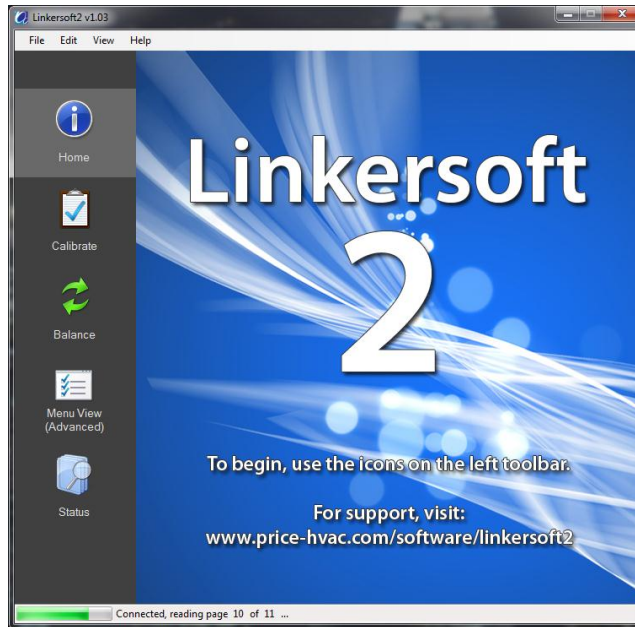 Linkersoft2 v1.03
File Edit View Help
Home
Calibrate
Balance
Menu View
(Advanced)
Status
Linkersoft
2
To begin, use the icons on the left toolbar.
For support, visit:
www.price-hvac.com/software/linkersoft2
Connected, reading page 10 of 11 ...